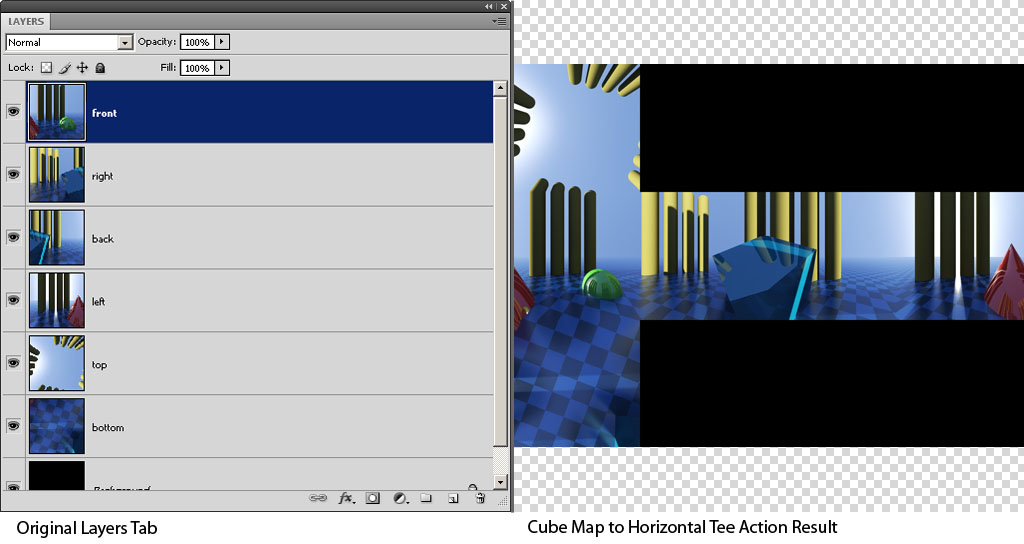 LAYERS
Normal Opacity: 100%
Lock: Fill: 100%
front
right
back
left
top
bottom
Background
fx
Original Layers Tab
Cube Map to Horizontal Tee Action Result